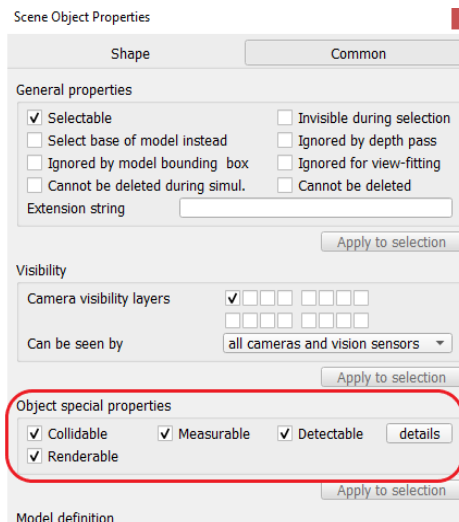 Scene Object Properties
Shape Common
General properties
Selectable Invisible during selection
Select base of model instead Ignored by depth pass
Ignored by model bounding box Ignored for view-fitting
Cannot be deleted during simul. Cannot be deleted
Extension string
Apply to selection
Visibility
Camera visibility layers
Can be seen by all cameras and vision sensors
Apply to selection
Object special properties
Collidable Measurable Detectable details
Renderable
Apply to selection
Model definition